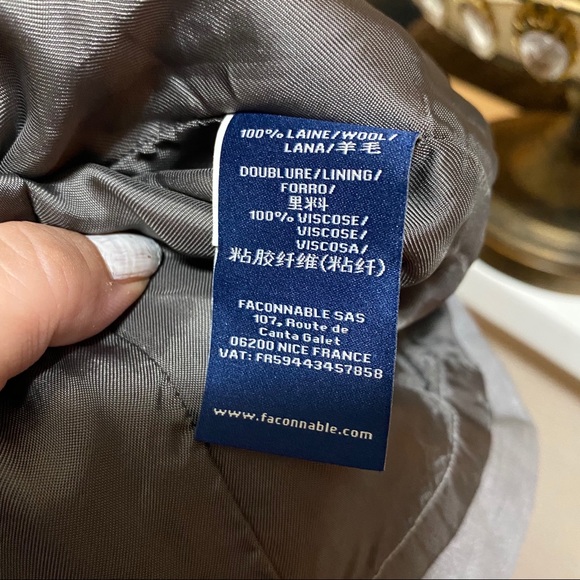 100% LAINE/WOOL/
LANA/羊毛
DOUBLURE/LINING/
FORRO/
里料
100% VISCOSE/
VISCOSE/
VISCOSA/
粘胶纤维(粘纤)
FACONNABLE SAS
107, Route de
Canta Galet
06200 NICE FRANCE
VAT: FR59443457858
www.faconnable.com